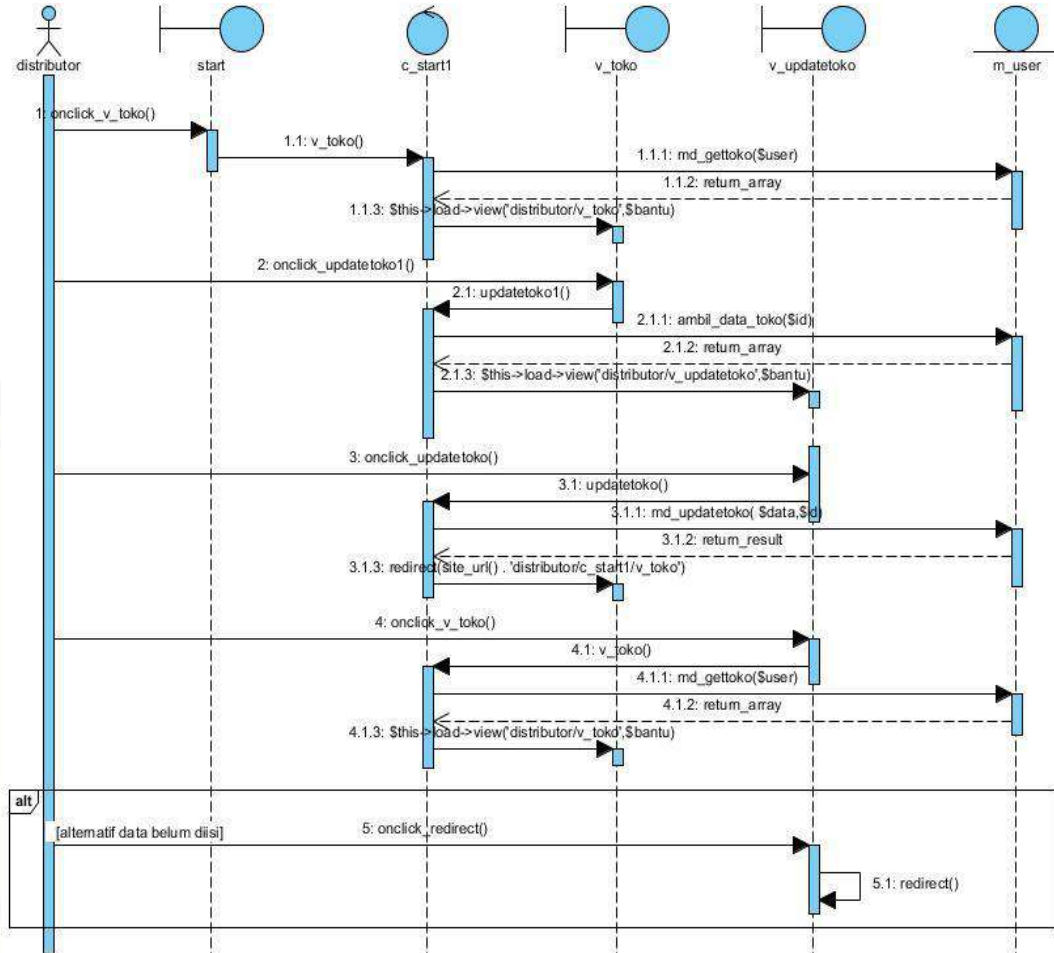 distributor
start
c_start1
v_toko
v_updatetoko
m_user
1: onclick_v_toko()
1.1: v_toko()
1.1.1: md_gettoko($user)
1.1.2: return_array
1.1.3: $this->load->view('distributor/v_toko',$bantu)
2: onclick_updatetoko1()
2.1: updatetoko1()
2.1.1: ambil_data_toko($id)
2.1.2: return_array
2.1.3: $this->load->view('distributor/v_updatetoko',$bantu)
3: onclick_updatetoko()
3.1: updatetoko()
3.1.1: md_updatetoko( $data,$id)
3.1.2: return_result
3.1.3: redirect(site_url() . 'distributor/c_start1/v_toko')
4: onclick_v_toko()
4.1: v_toko()
4.1.1: md_gettoko($user)
4.1.2: return_array
4.1.3: $this->load->view('distributor/v_toko',$bantu)
alt
[alternatif data belum diisi]
5: onclick_redirect()
5.1: redirect()